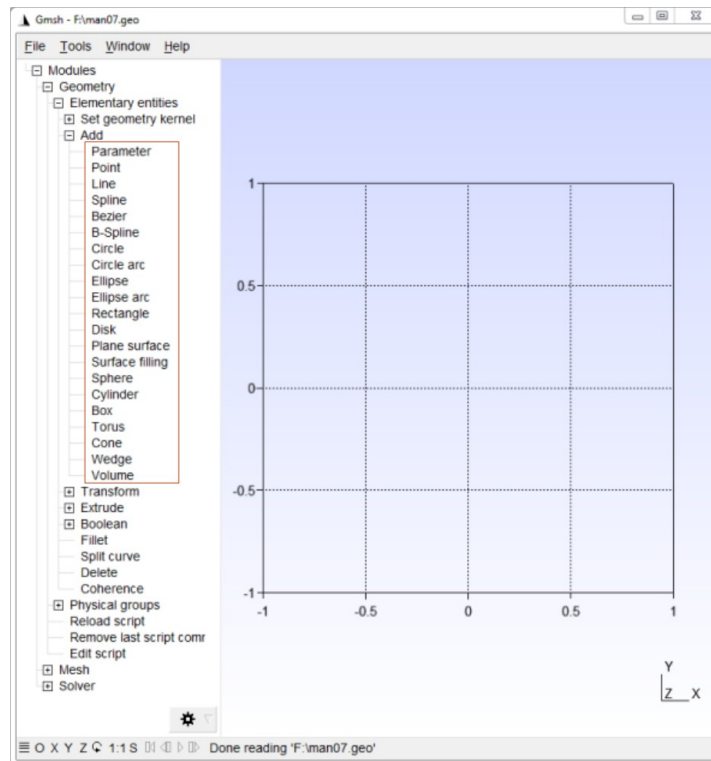 Gmsh - F:\man07.geo
File Tools Window Help
Modules
Geometry
Elementary entities
Set geometry kernel
Add
Parameter
Point
Line
Spline
Bezier
B-Spline
Circle
Circle arc
Ellipse
Ellipse arc
Rectangle
Disk
Plane surface
Surface filling
Sphere
Cylinder
Box
Torus
Cone
Wedge
Volume
Transform
Extrude
Boolean
Fillet
Split curve
Delete
Coherence
Physical groups
Reload script
Remove last script comr
Edit script
Mesh
Solver
1
0.5
0
-0.5
-1
-1 -0.5 0 0.5 1
Y
Z X
O X Y Z 1:1 S Done reading 'F:\man07.geo'